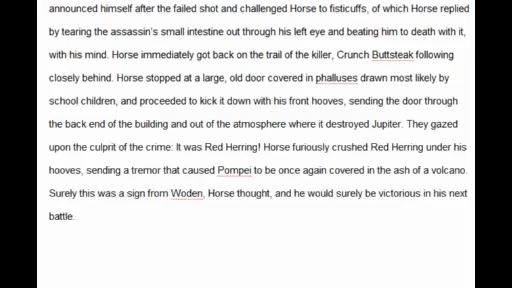 announced himself after the failed shot and challenged Horse to fisticuffs, of which Horse replied
by tearing the assassin's small intestine out through his left eye and beating him to death with it,
with his mind. Horse immediately got back on the trail of the killer, Crunch Buttsteak following
closely behind. Horse stopped at a large, old door covered in phalluses drawn most likely by
school children, and proceeded to kick it down with his front hooves, sending the door through
the back end of the building and out of the atmosphere where it destroyed Jupiter. They gazed
upon the culprit of the crime: It was Red Herring! Horse furiously crushed Red Herring under his
hooves, sending a tremor that caused Pompei to be once again covered in the ash of a volcano.
Surely this was a sign from Woden, Horse thought, and he would surely be victorious in his next
battle.